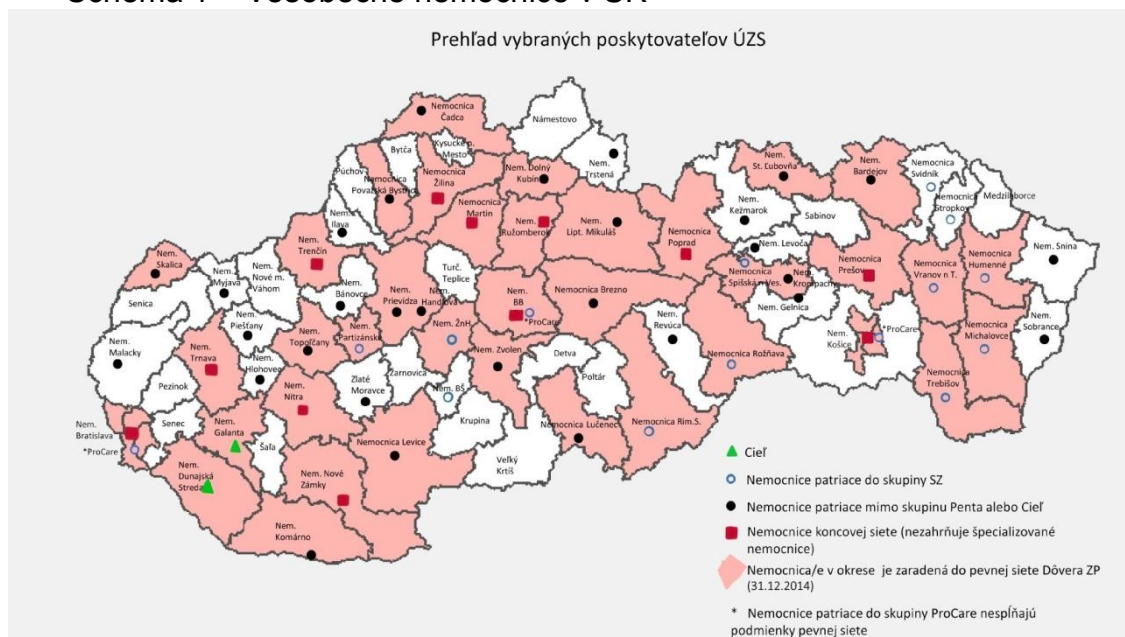 Všeobecné nemocnice v SR
Prehľad vybraných poskytovateľov ÚZS
Nemocnica
Čadca
Námestovo
Kysucké n.
Mesto
Bytča
Nem.
Trstená
Púchov
Nemocnica
Považská Bystrica
Nemocnica
Žilina
Nem. Dolný
Kubín
Nem.
Ilava
Nemocnica
Martin
Nem.
Ružomberok
Nem.
Lipt. Mikuláš
Nemocnica
Poprad
Nem.
Kežmarok
Nem.
St. Ľubovňa
Nem.
Bardejov
Nemocnica
Svidník
Nemocnica
Stropkov
Medzilaborce
Sabinov
Nem. Levoča
Nemocnica
Spišská n. Ves.
Nem.
Krompachy
Nem. Gelnica
Nemocnica
Prešov
Nemocnica
Vranov n T.
Nemocnica
Humenné
Nem. Snina
Nem.
Sobrance
Nemocnica
Michalovce
Nemocnica
Trebišov
Nem.
Košice
*ProCare
Nemocnica Rožňava
Nem.
Revúca
Nemocnica Rim.S.
Nemocnica Brezno
Nem.
BB
*ProCare
Turč.
Teplice
Nem.
Prievidza
Nem.
Handlová
Nem.
Trenčín
Nem.
Bánovce
Nem.
Skalica
Nem.
Myjava
Nem.
Nové m.
Váhom
Senica
Nem.
Piešťany
Nem.
Topoľčany
Nem.
Partizánske
Nem. ŽnH
Nem. Zvolen
Detva
Poltár
Nem.
Malacky
Nem.
Trnava
Nem.
Hlohovec
Nem.
Nitra
Zlaté
Moravce
Žarnovica
Nem. BŠ
Krupina
Pezinok
Senec
Nem.
Bratislava
*ProCare
Nem.
Galanta
Šaľa
Nemocnica Levice
Veľký
Krtíš
Nemocnica Lučenec
Nem.
Dunajská
Streda
Nem. Nové
Zámky
Nem.
Komárno
Cieľ
Nemocnice patriace do skupiny SZ
Nemocnice patriace mimo skupinu Penta alebo Cieľ
Nemocnice koncovej siete (nezahŕňuje špecializované
nemocnice)
Nemocnica/e v okrese je zaradená do pevnej siete Dôvera ZP
(31.12.2014)
* Nemocnice patriace do skupiny ProCare nespĺňajú
podmienky pevnej siete